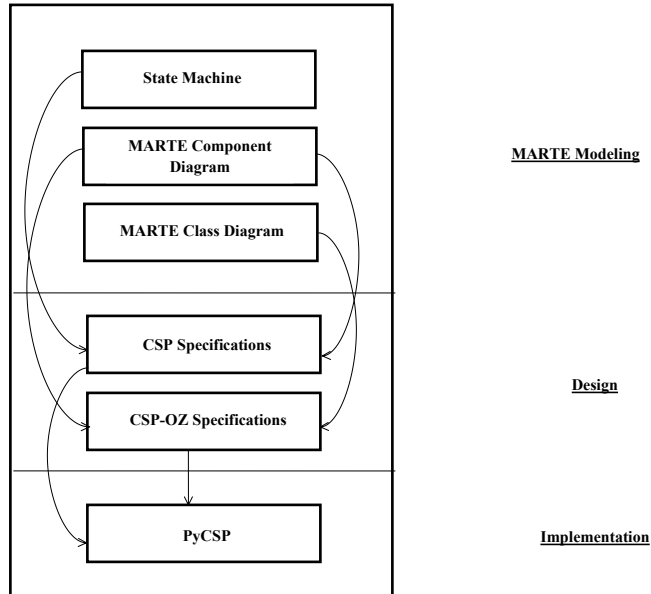 State Machine
MARTE Component
Diagram
MARTE Modeling
MARTE Class Diagram
CSP Specifications
Design
CSP-OZ Specifications
PyCSP
Implementation